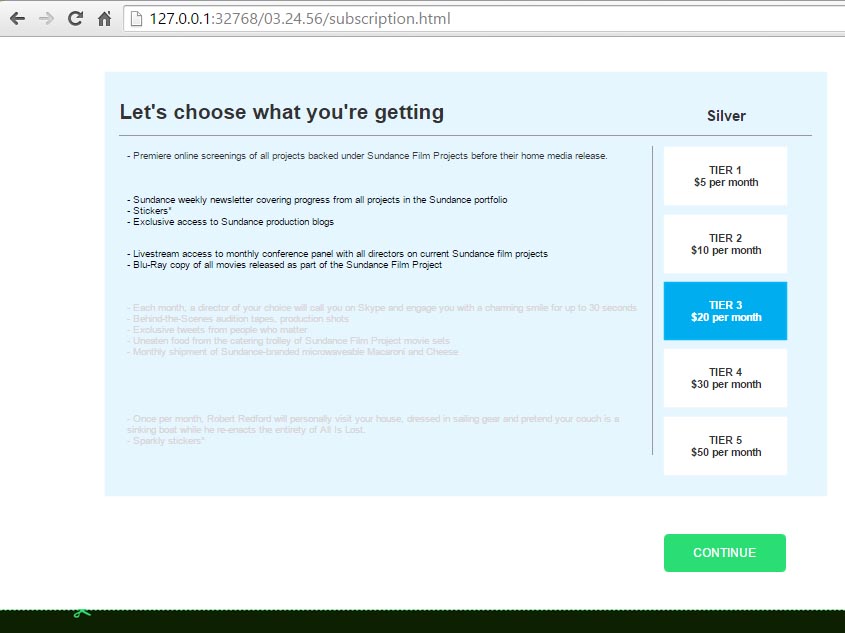 127.0.0.1:32768/03.24.56/subscription.html
Let's choose what you're getting
Silver
- Premiere online screenings of all projects backed under Sundance Film Projects before their home media release.
- Sundance weekly newsletter covering progress from all projects in the Sundance portfolio
- Stickers*
- Exclusive access to Sundance production blogs
- Livestream access to monthly conference panel with all directors on current Sundance film projects
- Blu-Ray copy of all movies released as part of the Sundance Film Project
- Each month, a director of your choice will call you on Skype and engage you with a charming smile for up to 30 seconds
- Behind-the-Scenes audition tapes, production shots
- Exclusive tweets from people who matter
- Uneaten food from the catering trolley of Sundance Film Project movie sets
- Monthly shipment of Sundance-branded microwaveable Macaroni and Cheese
- Once per month, Robert Redford will personally visit your house, dressed in sailing gear and pretend your couch is a
sinking boat while he re-enacts the entirety of All Is Lost.
- Sparkly stickers*
TIER 1
$5 per month
TIER 2
$10 per month
TIER 3
$20 per month
TIER 4
$30 per month
TIER 5
$50 per month
CONTINUE